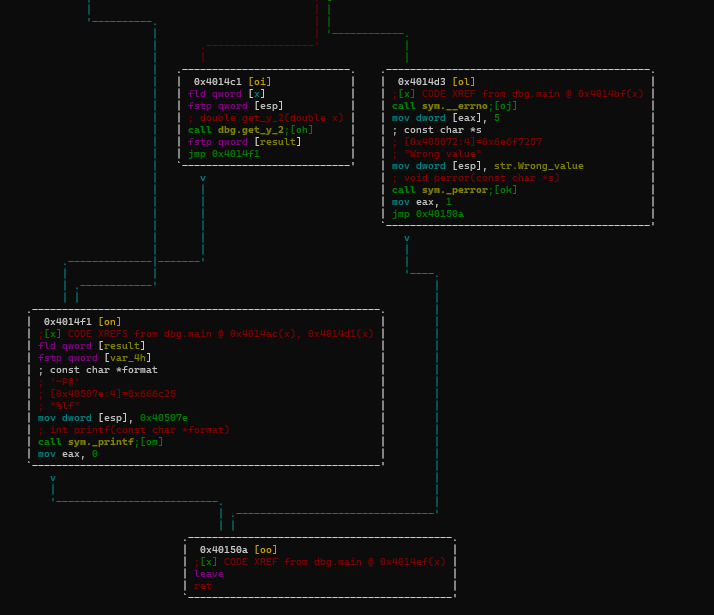 0x4014c1 [oi]
fld qword [x]
fstp qword [esp]
; double get_y_2(double x)
call dbg.get_y_2;[oh]
fstp qword [result]
jmp 0x4014f1
v
0x4014d3 [ol]
;[x] CODE XREF from dbg.main @ 0x4014bf(x)
call sym.__errno;[oj]
mov dword [eax], 5
; const char *s
; [0x405072:4]=0x6e6f7257
; "Wrong value"
mov dword [esp], str.Wrong_value
; void perror(const char *s)
call sym._perror;[ok]
mov eax, 1
jmp 0x40150a
v
0x4014f1 [on]
;[x] CODE XREFS from dbg.main @ 0x4014ac(x), 0x4014d1(x)
fld qword [result]
fstp qword [var_4h]
; const char *format
; '~P@'
; [0x40507e:4]=0x666c25
; "%lf"
mov dword [esp], 0x40507e
; int printf(const char *format)
call sym._printf;[om]
mov eax, 0
v
0x40150a [oo]
;[x] CODE XREF from dbg.main @ 0x4014ef(x)
leave
ret